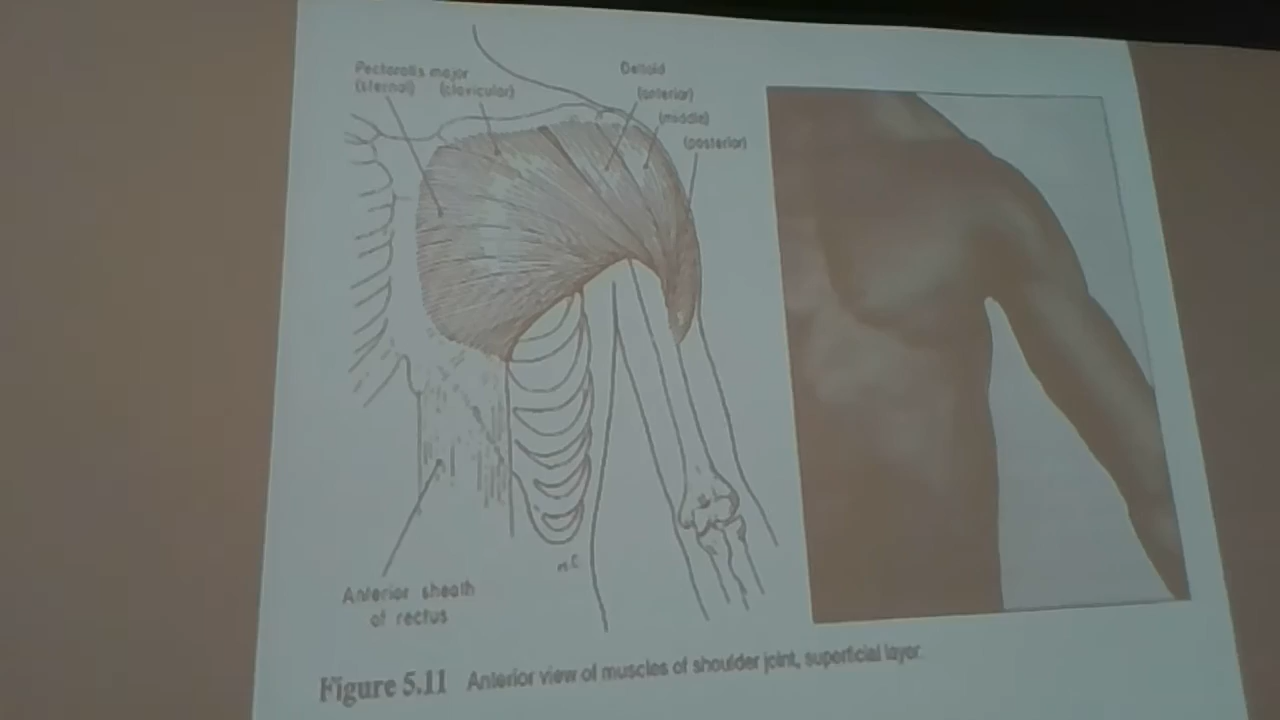 Pectoralis major
(sternal) (clavicular)
Deltoid
(anterior)
(middle)
(posterior)
Anterior sheath
of rectus
M.C
Figure 5.11 Anterior view of muscles of shoulder joint, superficial layer.